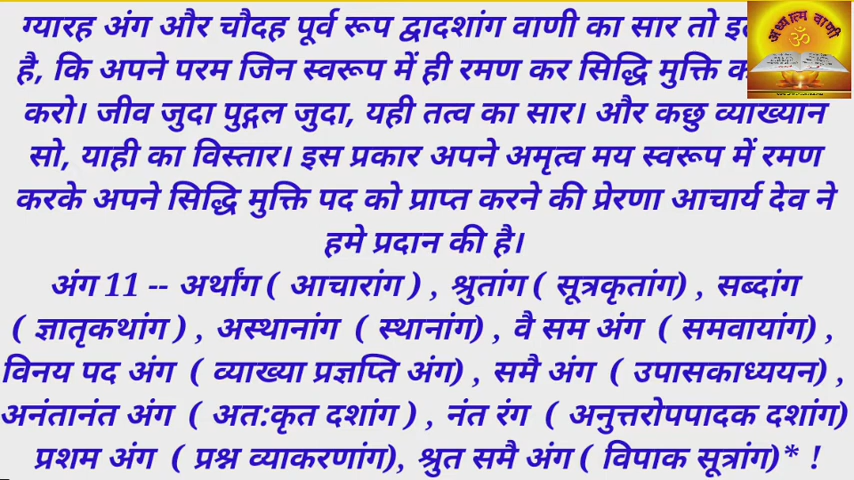 ग्यारह अंग और चौदह पूर्व रूप द्वादशांग वाणी का सार तो
है, कि अपने परम जिन स्वरूप में ही रमण कर सिद्धि मुक्ति
करो। जीव जुदा पुद्गल जुदा, यही तत्व का सार। और कछु व्याख्यान
सो, याही का विस्तार। इस प्रकार अपने अमृत्व मय स्वरूप में रमण
करके अपने सिद्धि मुक्ति पद को प्राप्त करने की प्रेरणा आचार्य देव ने
हमे प्रदान की है।
अंग 11 -- अर्थांग ( आचारांग ) , श्रुतांग ( सूत्रकृतांग) , सब्दांग
( ज्ञातृकथांग ) , अस्थानांग ( स्थानांग) , वै सम अंग ( समवायांग) ,
विनय पद अंग ( व्याख्या प्रज्ञप्ति अंग) , समै अंग ( उपासकाध्ययन) ,
अनंतानंत अंग ( अत:कृत दशांग ) , नंत रंग ( अनुत्तरोपपादक दशांग)
प्रशम अंग ( प्रश्न व्याकरणांग), श्रुत समै अंग ( विपाक सूत्रांग)* !
अध्यात्म वाणी
ॐ